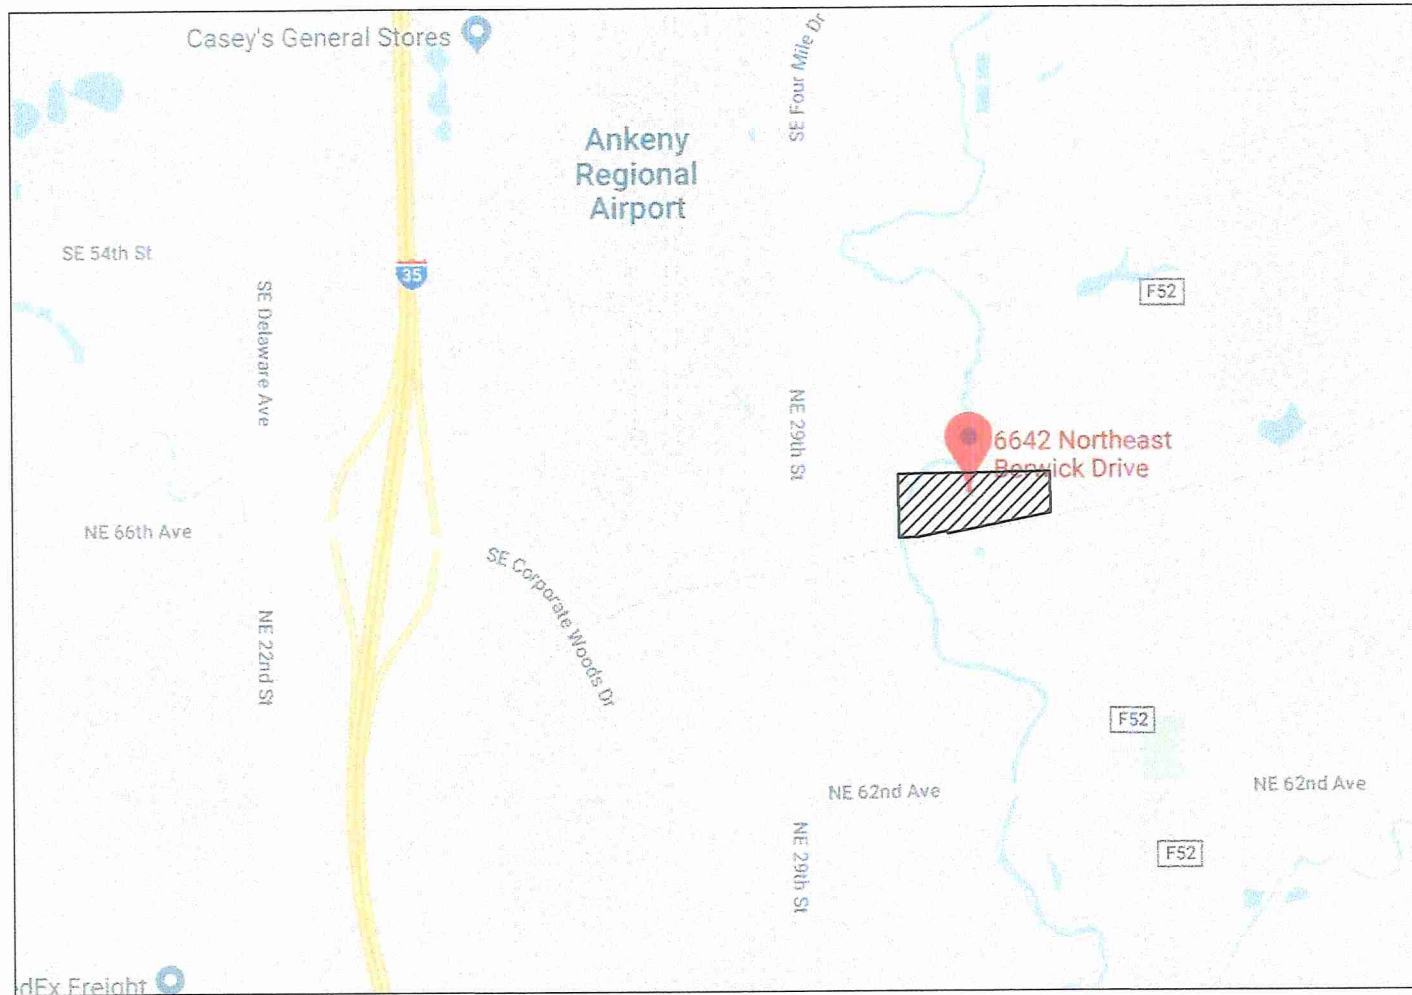 Casey's General Stores
SE Four Mile Dr
Ankeny
Regional
Airport
SE 54th St
35
F52
SE Delaware Ave
NE 29th St
6642 Northeast
Berwick Drive
NE 66th Ave
SE Corporate Woods Dr
NE 22nd St
F52
NE 62nd Ave
NE 62nd Ave
NE 29th St
F52
dEx Freight